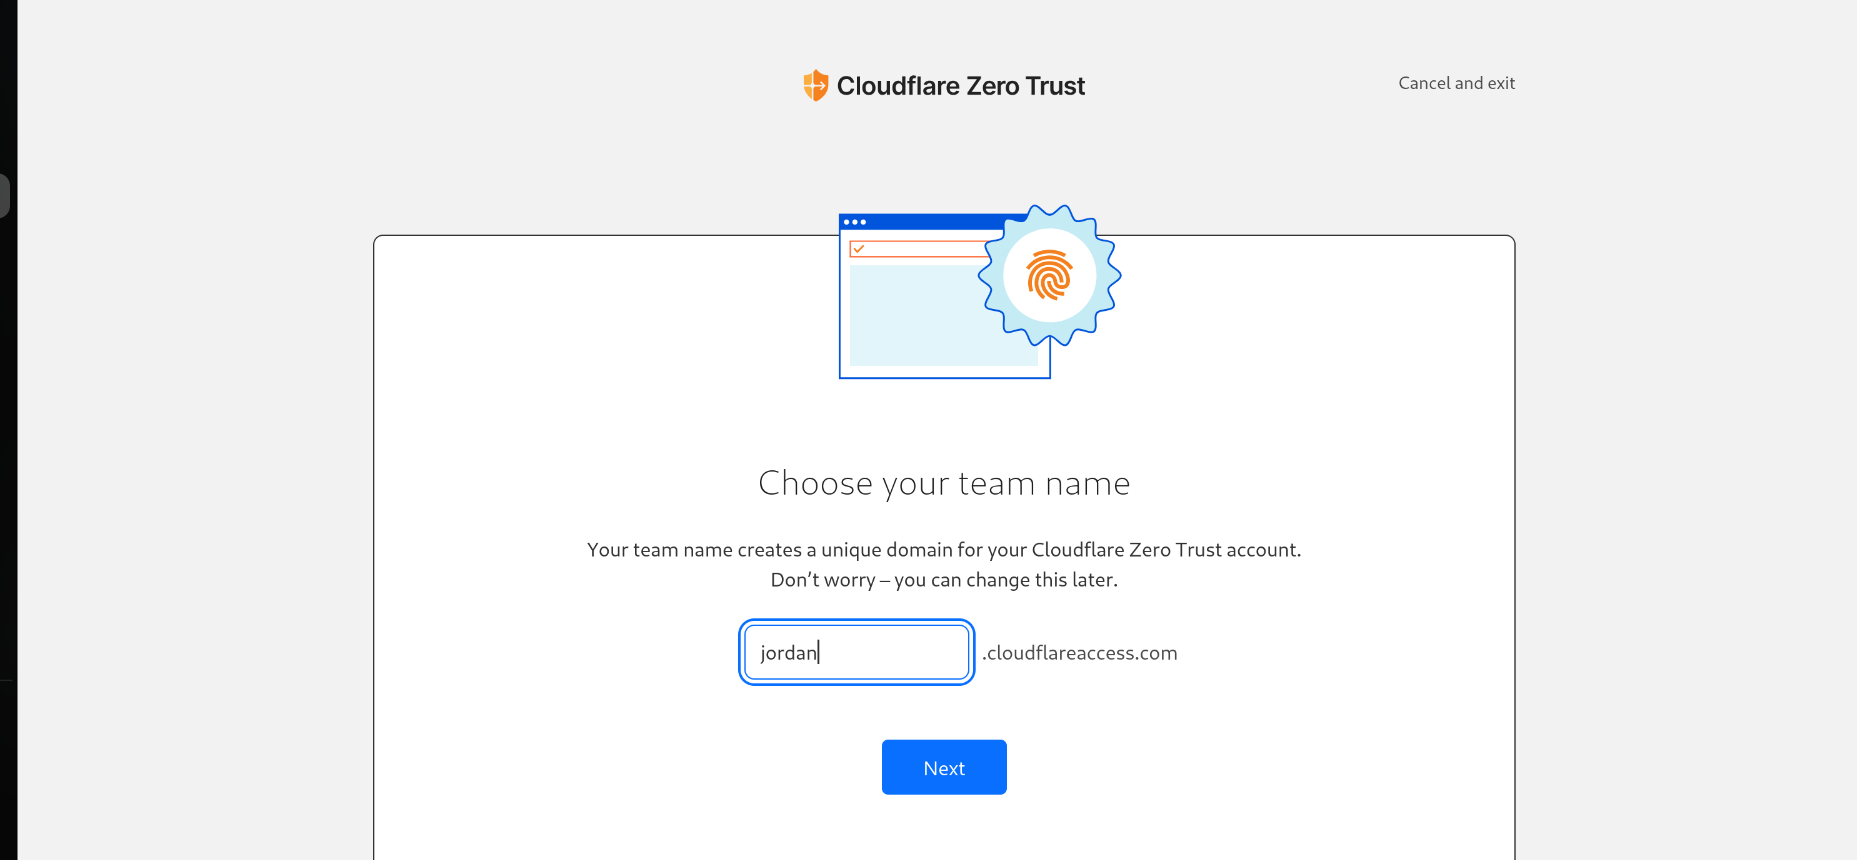 Cloudflare Zero Trust
Cancel and exit
Choose your team name
Your team name creates a unique domain for your Cloudflare Zero Trust account.
Don’t worry – you can change this later.
jordan .cloudflareaccess.com
Next